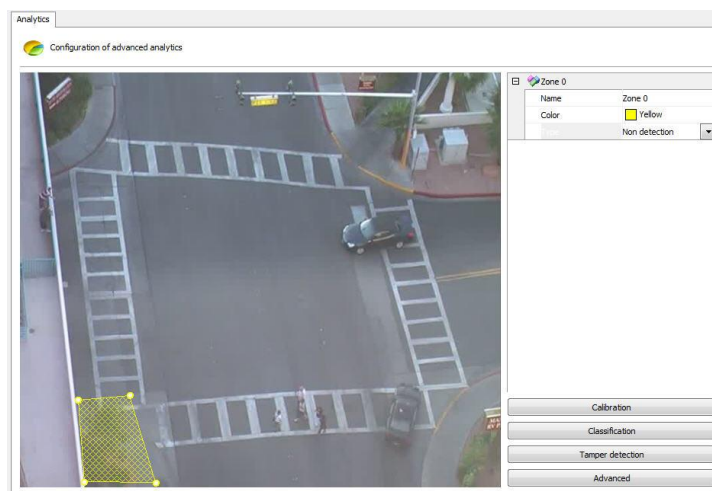 Analytics
Configuration of advanced analytics
Zone 0
Name Zone 0
Color Yellow
Non detection
Calibration
Classification
Tamper detection
Advanced